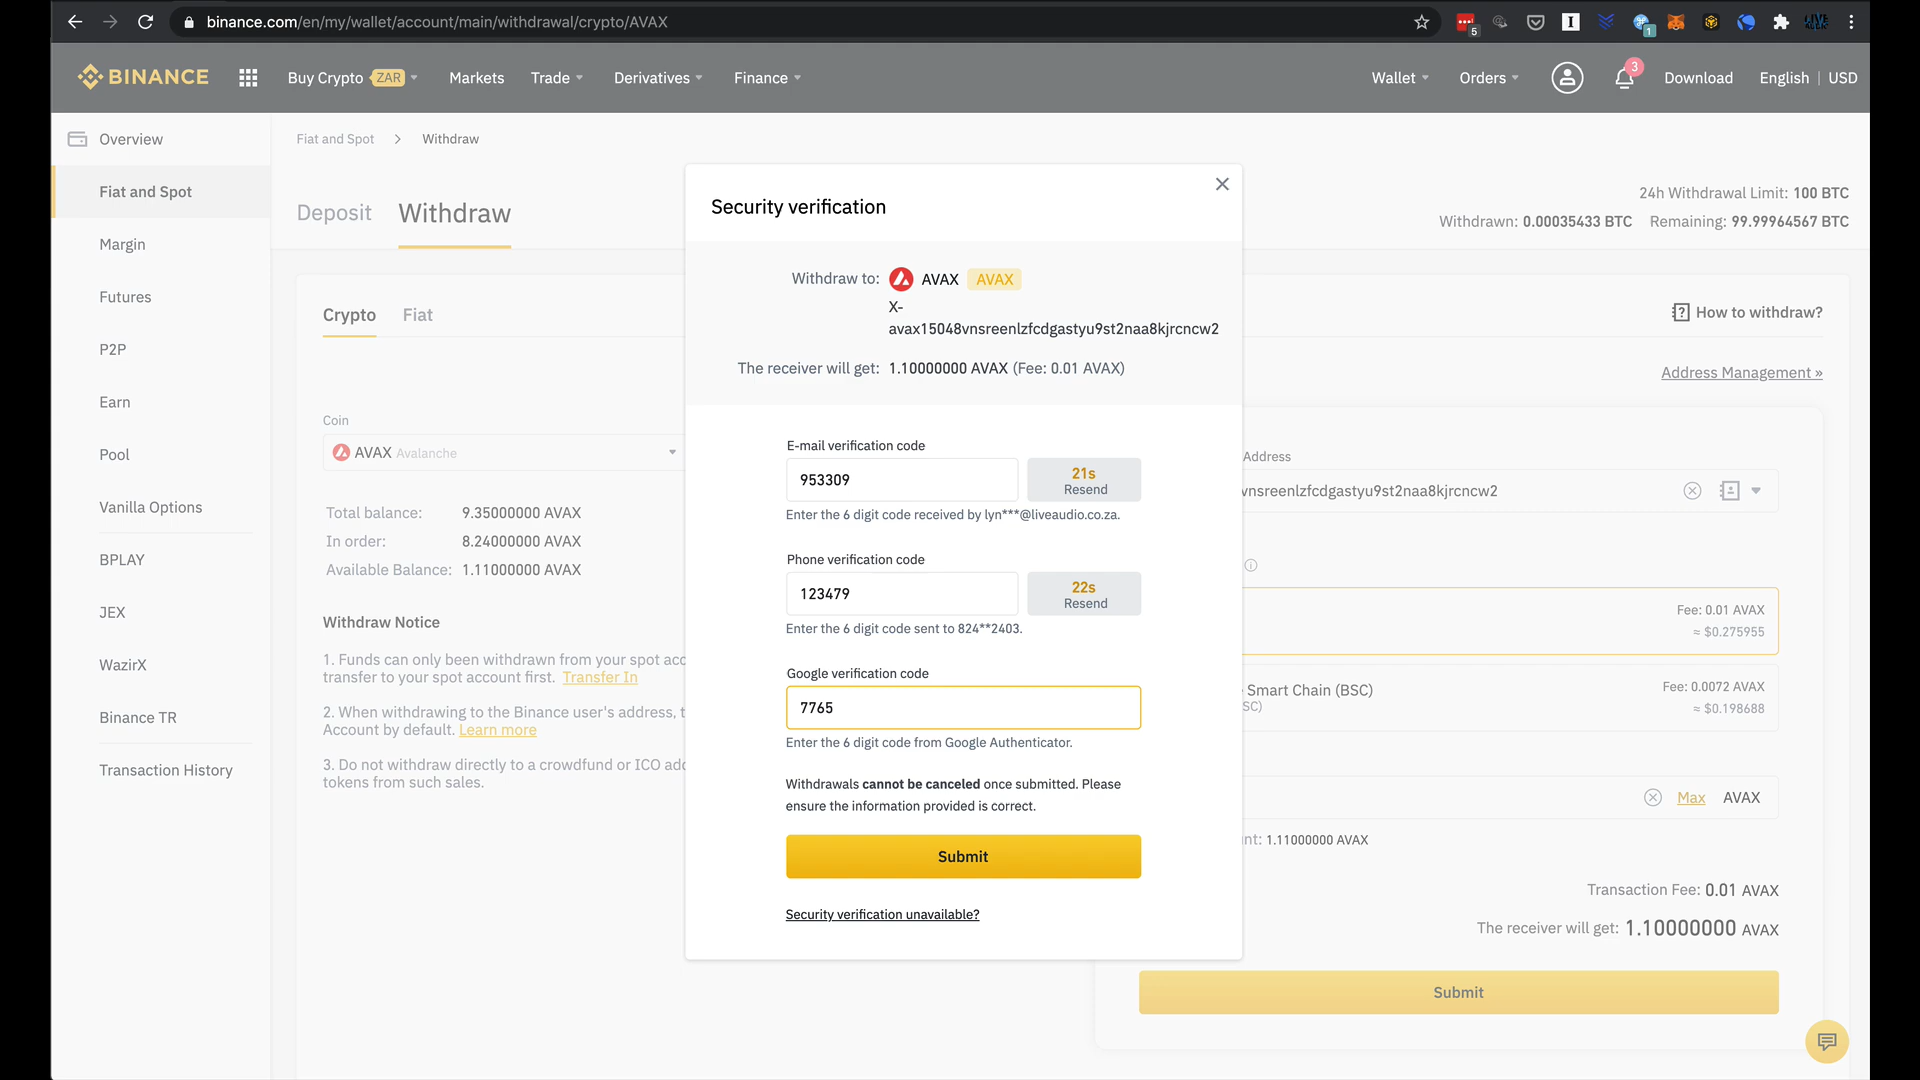 binance.com/en/my/wallet/account/main/withdrawal/crypto/AVAX
5
1
BINANCE
Buy Crypto ZAR
Markets
Trade
Derivatives
Finance
Wallet
Orders
3
Download
English | USD
Overview
Fiat and Spot
Margin
Futures
P2P
Earn
Pool
Vanilla Options
BPLAY
JEX
WazirX
Binance TR
Transaction History
Fiat and Spot > Withdraw
Deposit Withdraw
24h Withdrawal Limit: 100 BTC
Withdrawn: 0.00035433 BTC Remaining: 99.99964567 BTC
Crypto Fiat
How to withdraw?
Address Management »
Coin
AVAX Avalanche
Total balance: 9.35000000 AVAX
In order: 8.24000000 AVAX
Available Balance: 1.11000000 AVAX
Withdraw Notice
1. Funds can only been withdrawn from your spot acc
transfer to your spot account first. Transfer In
2. When withdrawing to the Binance user's address, t
Account by default. Learn more
3. Do not withdraw directly to a crowdfund or ICO add
tokens from such sales.
Security verification
Withdraw to: AVAX AVAX
X-
avax15048vnsreenlzfcdgastyu9st2naa8kjrcncw2
The receiver will get: 1.10000000 AVAX (Fee: 0.01 AVAX)
E-mail verification code
953309
21s
Resend
Enter the 6 digit code received by lyn***@liveaudio.co.za.
Phone verification code
123479
22s
Resend
Enter the 6 digit code sent to 824**2403.
Google verification code
7765
Enter the 6 digit code from Google Authenticator.
Withdrawals cannot be canceled once submitted. Please
ensure the information provided is correct.
Submit
Security verification unavailable?
Address
vnsreenlzfcdgastyu9st2naa8kjrcncw2
Fee: 0.01 AVAX
≈ $0.275955
Smart Chain (BSC)
SC)
Fee: 0.0072 AVAX
≈ $0.198688
Max AVAX
nt: 1.11000000 AVAX
Transaction Fee: 0.01 AVAX
The receiver will get: 1.10000000 AVAX
Submit